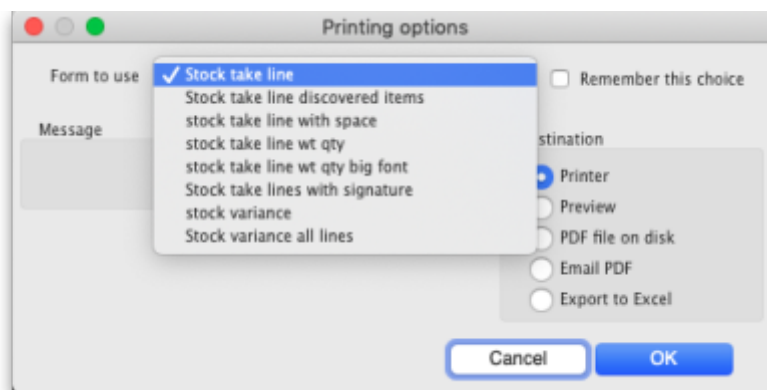 Printing options
Form to use
✓ Stock take line
Remember this choice
Stock take line discovered items
stock take line with space
stock take line wt qty
stock take line wt qty big font
Stock take lines with signature
stock variance
Stock variance all lines
Message
stination
Printer
Preview
PDF file on disk
Email PDF
Export to Excel
Cancel
OK